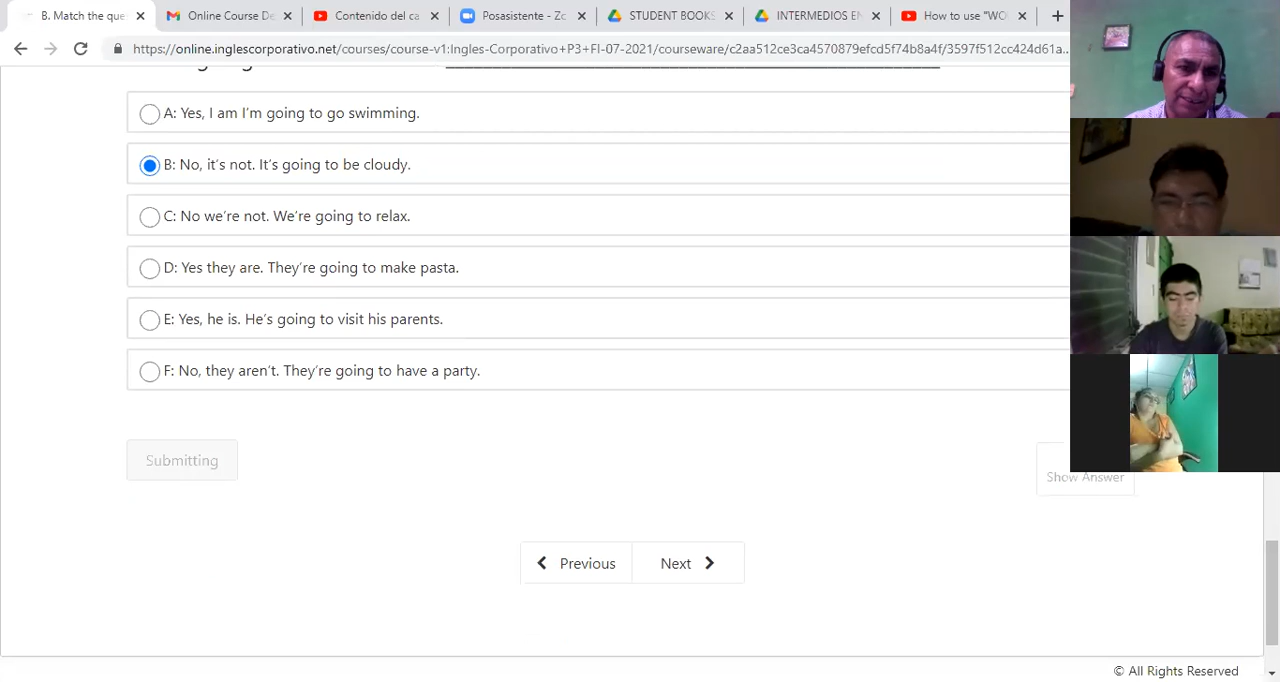 B. Match the que
Online Course De
Contenido del ca
Posasistente - Zc
STUDENT BOOKS
INTERMEDIOS EN
How to use "WO
https://online.inglescorporativo.net/courses/course-v1:Ingles-Corporativo+P3+FI-07-2021/courseware/c2aa512ce3ca4570879efcd5f74b8a4f/3597f512cc424d61a...
A: Yes, I am I'm going to go swimming.
B: No, it's not. It's going to be cloudy.
C: No we're not. We're going to relax.
D: Yes they are. They're going to make pasta.
E: Yes, he is. He's going to visit his parents.
F: No, they aren't. They're going to have a party.
Submitting
Show Answer
Previous
Next
© All Rights Reserved